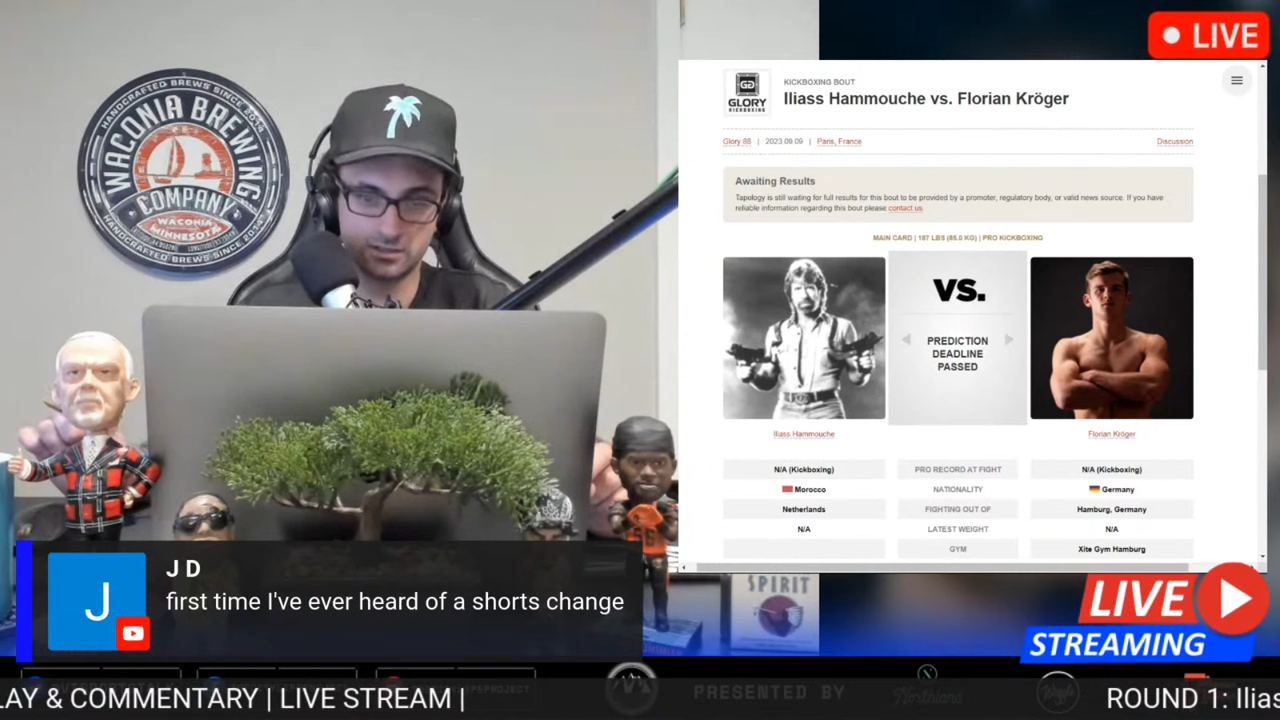 LIVE
HANDCRAFTED BREWS SINCE 2014
WACONIA BREWING
COMPANY
WACONIA
MINNESOTA
GLORY
KICKBOXING
KICKBOXING BOUT
Iliass Hammouche vs. Florian Kröger
Glory 88 | 2023.09.09 | Paris, France
Discussion
Awaiting Results
Tapology is still waiting for full results for this bout to be provided by a promoter, regulatory body, or valid news source. If you have
reliable information regarding this bout please contact us.
MAIN CARD | 187 LBS (85.0 KG) | PRO KICKBOXING
VS.
PREDICTION
DEADLINE
PASSED
Iliass Hammouche
Florian Kröger
N/A (Kickboxing) PRO RECORD AT FIGHT N/A (Kickboxing)
Morocco NATIONALITY Germany
Netherlands FIGHTING OUT OF Hamburg, Germany
N/A LATEST WEIGHT N/A
GYM Xite Gym Hamburg
J
J D
first time I've ever heard of a shorts change
SPIRIT
56
LIVE
STREAMING
PRESENTED BY
Northland
LAY & COMMENTARY | LIVE STREAM |
ROUND 1: Ilias